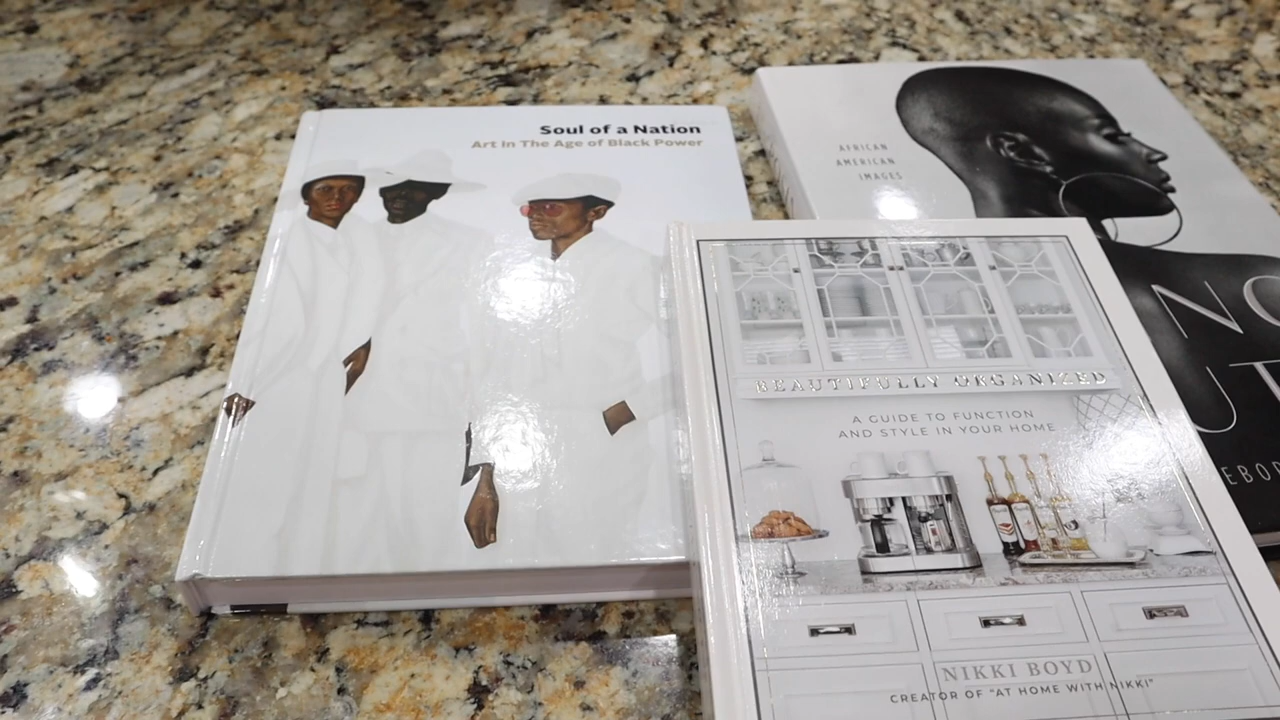 Soul of a Nation
Art In The Age of Black Power
AFRICAN
AMERICAN
IMAGES
BEAUTIFULLY ORGANIZED
A GUIDE TO FUNCTION
AND STYLE IN YOUR HOME
NIKKI BOYD
CREATOR OF "AT HOME WITH NIKKI"